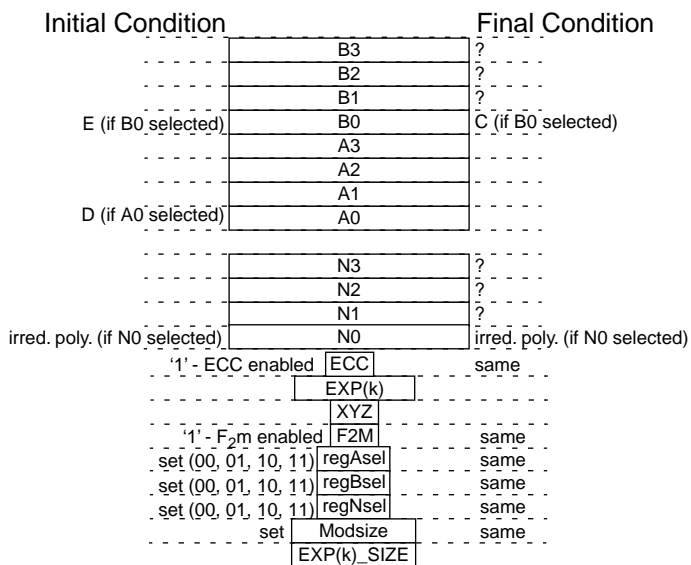 Initial Condition Final Condition
B3 ?
B2 ?
B1 ?
E (if B0 selected) B0 C (if B0 selected)
A3
A2
A1
D (if A0 selected) A0
N3 ?
N2 ?
N1 ?
irred. poly. (if N0 selected) N0 irred. poly. (if N0 selected)
‘1’ - ECC enabled ECC same
EXP(k)
XYZ
‘1’ - F2m enabled F2M same
set (00, 01, 10, 11) regAsel same
set (00, 01, 10, 11) regBsel same
set (00, 01, 10, 11) regNsel same
set Modsize same
EXP(k)_SIZE